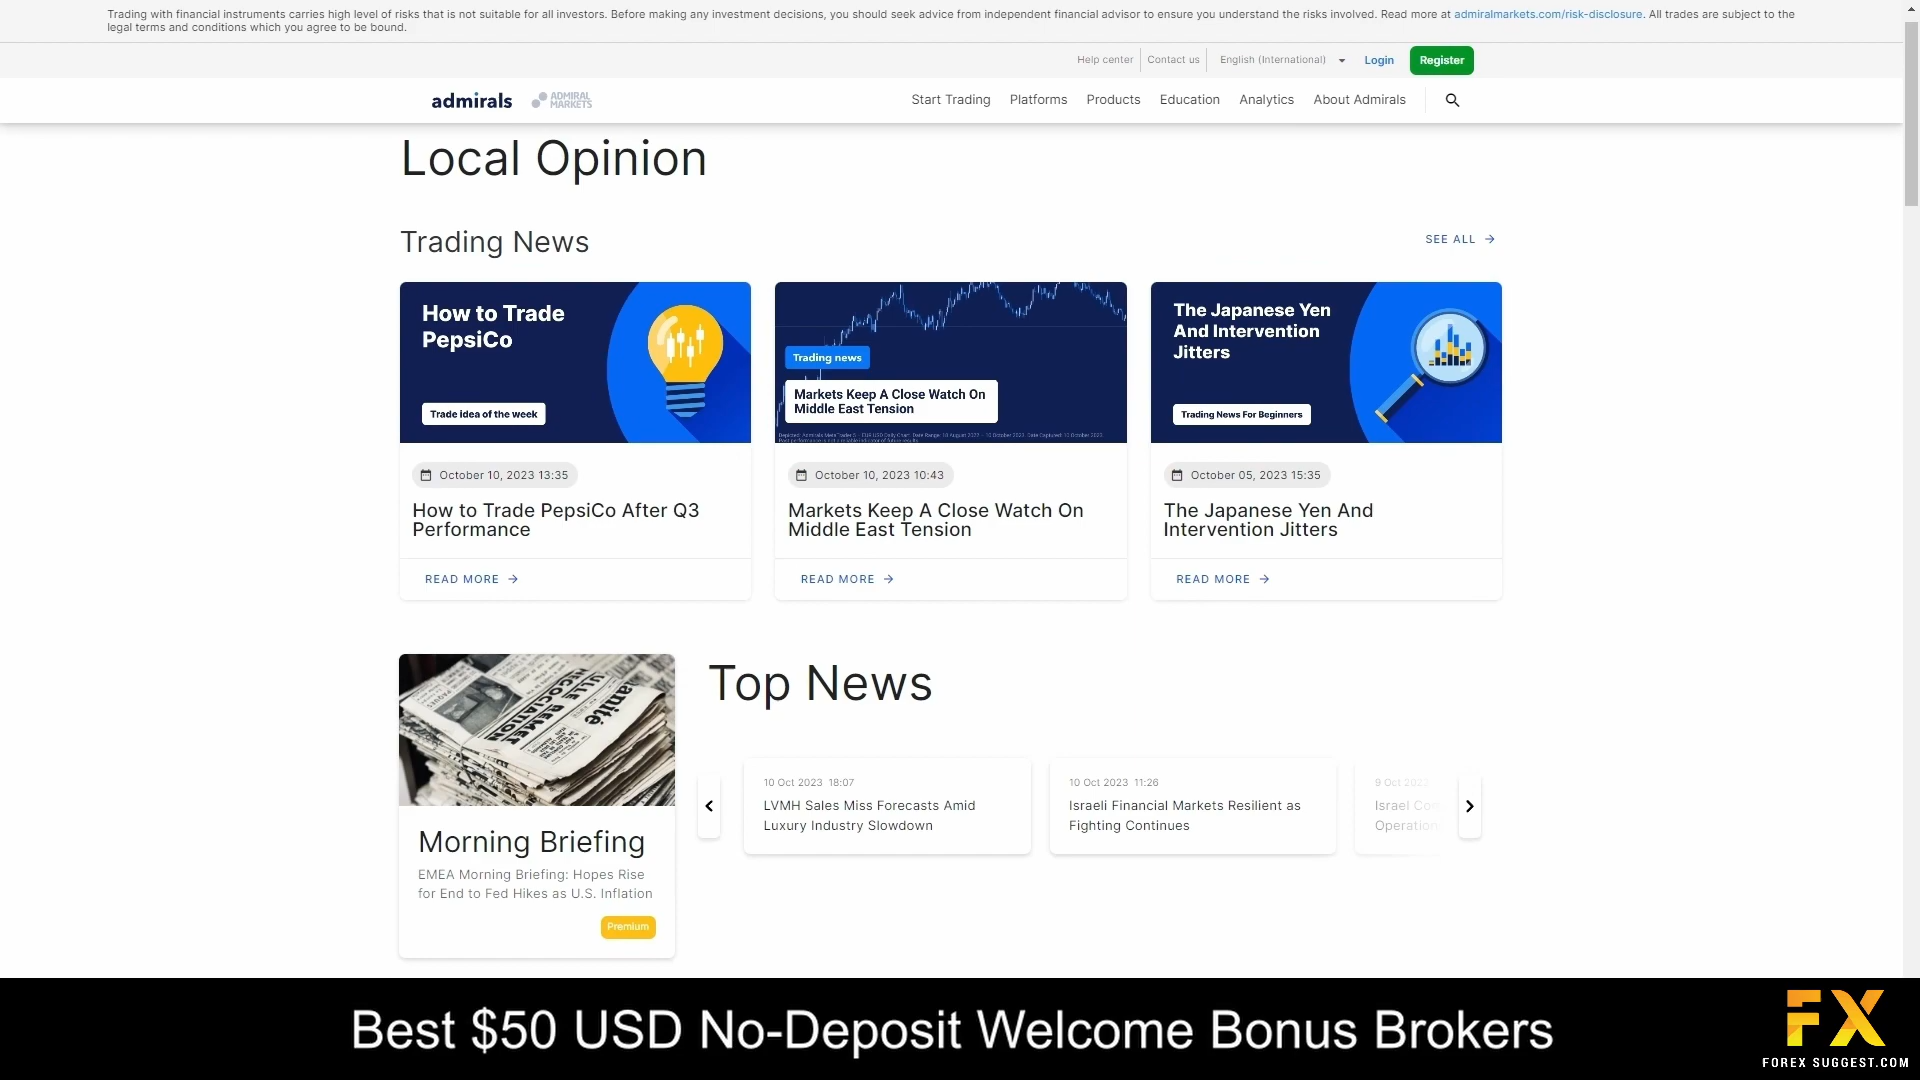 Trading with financial instruments carries high level of risks that is not suitable for all investors. Before making any investment decisions, you should seek advice from independent financial advisor to ensure you understand the risks involved. Read more at admiralmarkets.com/risk-disclosure. All trades are subject to the
legal terms and conditions which you agree to be bound.
Help center
Contact us
English (International)
Login
Register
admirals
ADMIRAL
MARKETS
Start Trading
Platforms
Products
Education
Analytics
About Admirals
Local Opinion
Trading News
SEE ALL
How to Trade
PepsiCo
Trade idea of the week
October 10, 2023 13:35
How to Trade PepsiCo After Q3
Performance
READ MORE
Trading news
Markets Keep A Close Watch On
Middle East Tension
October 10, 2023 10:43
Markets Keep A Close Watch On
Middle East Tension
READ MORE
The Japanese Yen
And Intervention
Jitters
Trading News For Beginners
October 05, 2023 15:35
The Japanese Yen And
Intervention Jitters
READ MORE
Morning Briefing
EMEA Morning Briefing: Hopes Rise
for End to Fed Hikes as U.S. Inflation
Premium
Top News
10 Oct 2023 18:07
LVMH Sales Miss Forecasts Amid
Luxury Industry Slowdown
10 Oct 2023 11:26
Israeli Financial Markets Resilient as
Fighting Continues
9 Oct 2023
Israel
Best $50 USD No-Deposit Welcome Bonus Brokers
FX
FOREX SUGGEST.COM